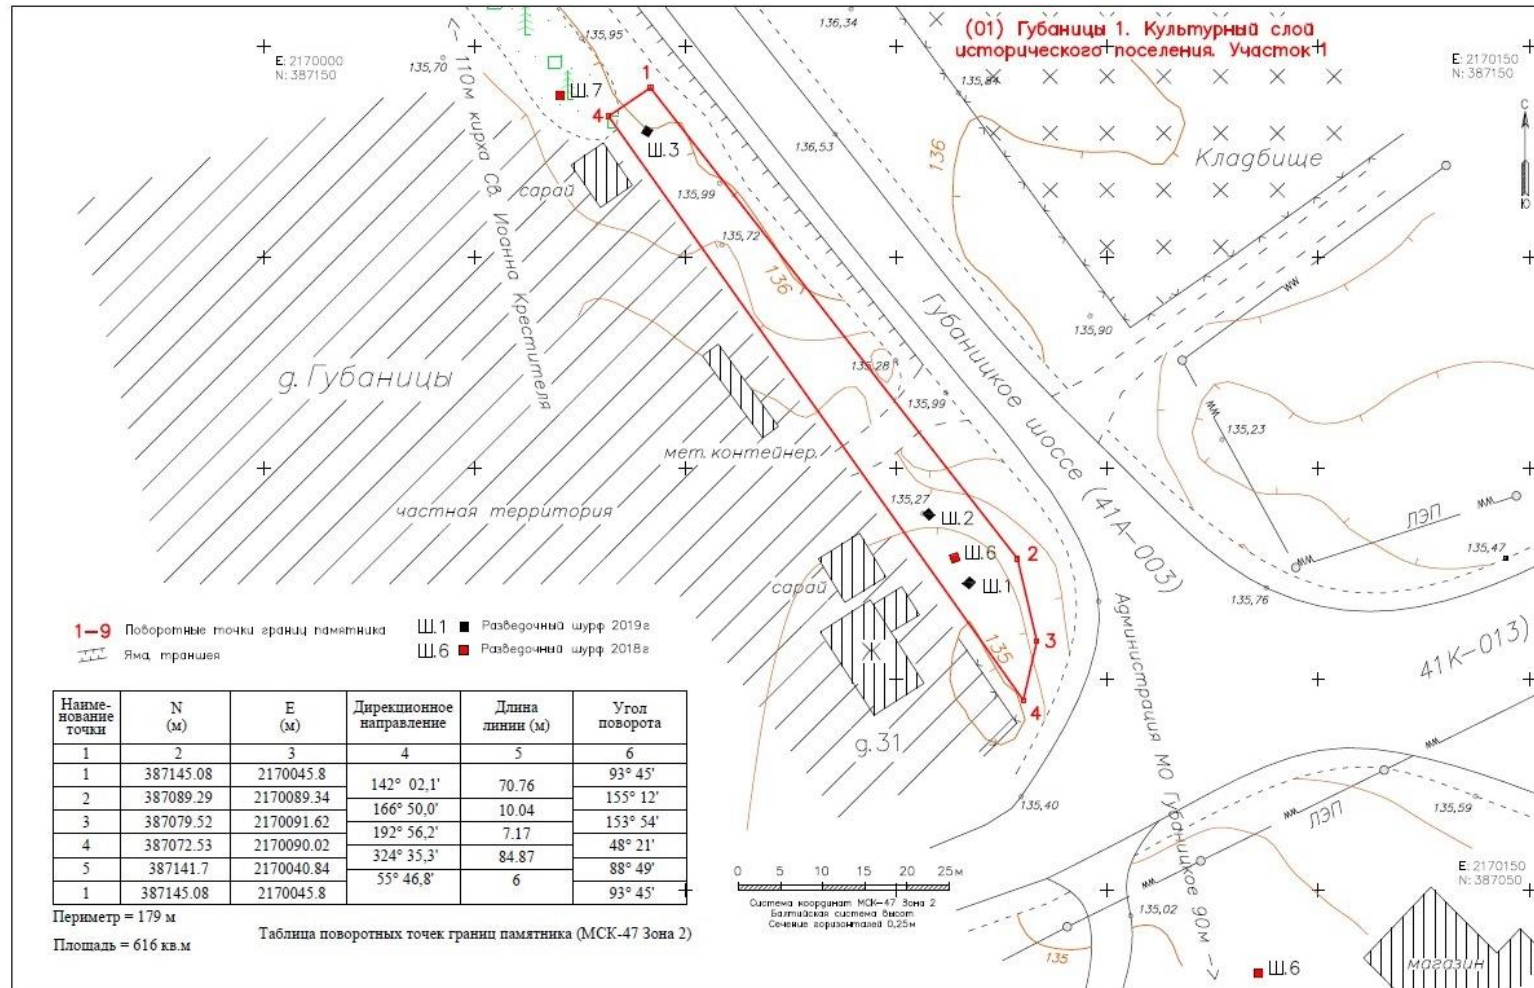 (01) Губаницы 1. Культурный слой
исторического поселения. Участок 1
E: 2170000
N: 387150
E: 2170150
N: 387150
135,70
135,95
136,34
135,84
136,53
136
С
Ю
110м кирха Св. Иоанна Крестителя
Ш.7
1
4
Ш.3
сарай
135,99
135,72
136
Кладбище
135,90
Губаницкое шоссе (41А-003)
д. Губаницы
135,28
135,99
135,23
мет. контейнер.
частная территория
135,27
Ш.2
Ш.6
Ш.1
2
3
4
135
ЛЭП
135,47
135,76
сарай
Ж
д.31
Администрация МО Губаницкое 90м
41К-013)
135,40
ЛЭП
135,59
135,02
135
Ш.6
магазин
E: 2170150
N: 387050
1-9 Поворотные точки границ памятника
Яма, траншея
Ш.1 Разведочный шурф 2019г
Ш.6 Разведочный шурф 2018г
Наиме-
нование
точки
N
(м)
E
(м)
Дирекционное
направление
Длина
линии (м)
Угол
поворота
1 2 3 4 5 6
1 387145.08 2170045.8 93° 45'
142° 02,1' 70.76
2 387089.29 2170089.34 155° 12'
166° 50,0' 10.04
3 387079.52 2170091.62 153° 54'
192° 56,2' 7.17
4 387072.53 2170090.02 48° 21'
324° 35,3' 84.87
5 387141.7 2170040.84 88° 49'
55° 46,8' 6
1 387145.08 2170045.8 93° 45'
Периметр = 179 м
Площадь = 616 кв.м
Таблица поворотных точек границ памятника (МСК-47 Зона 2)
0 5 10 15 20 25м
Система координат МСК-47 Зона 2
Балтийская система высот
Сечение горизонталей 0,25м